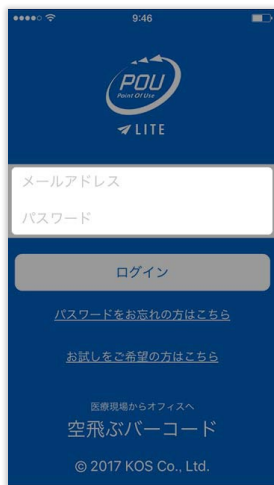 9:46
POU
Point Of Use
LITE
メールアドレス
パスワード
ログイン
パスワードをお忘れの方はこちら
お試しをご希望の方はこちら
医療現場からオフィスへ
空飛ぶバーコード
© 2017 KOS Co., Ltd.